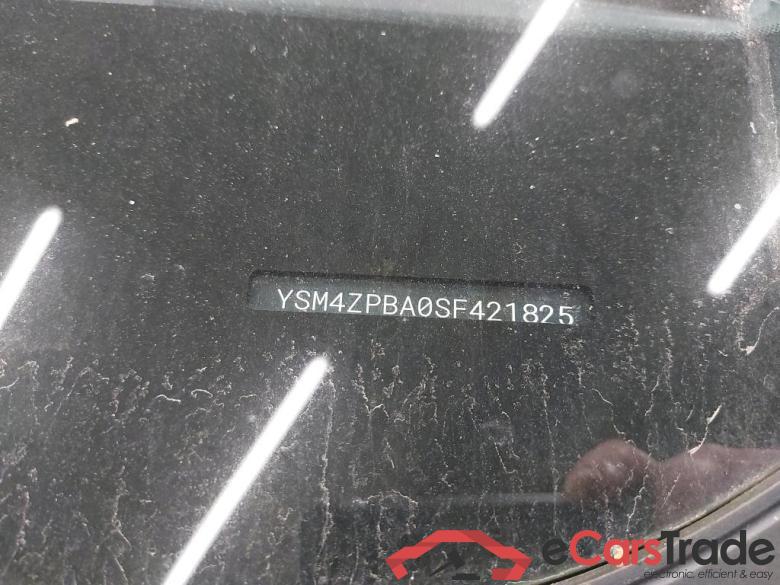 YSM4ZPBA0SF421825
eCarsTrade
electronic, efficient & easy